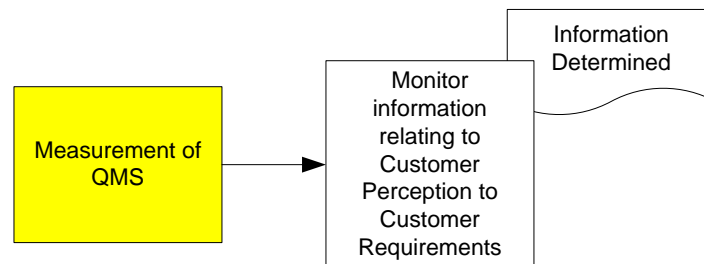 Measurement of
QMS
Monitor
information
relating to
Customer
Perception to
Customer
Requirements
Information
Determined